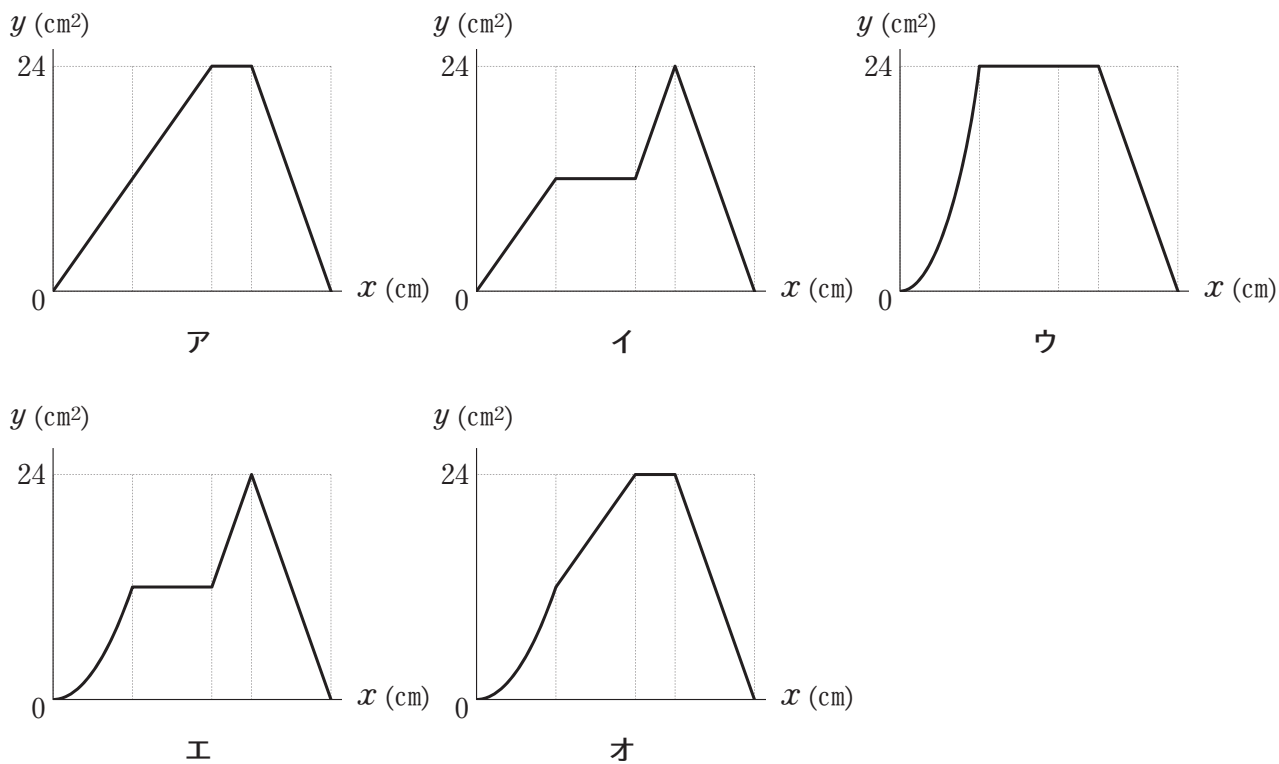 y (cm²) y (cm²) y (cm²)
24 24 24
0 x (cm) 0 x (cm) 0 x (cm)
ア イ ウ
y (cm²) y (cm²)
24 24
0 x (cm) 0 x (cm)
エ オ